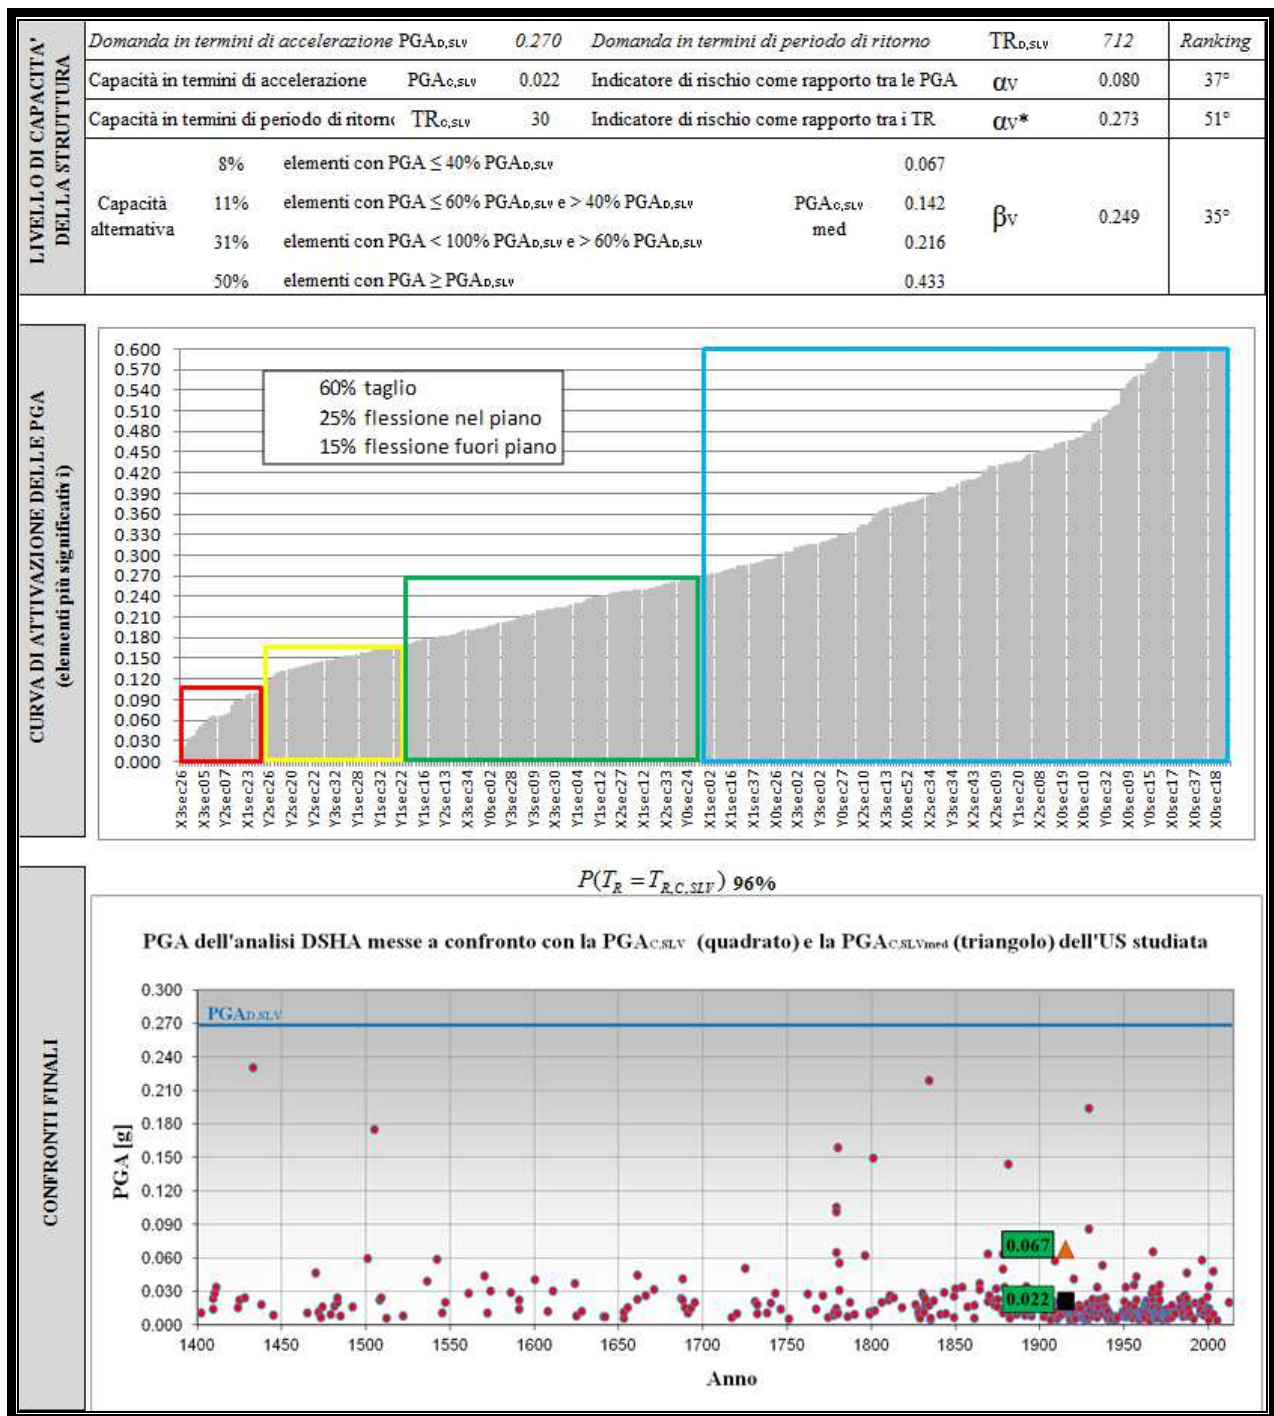 LIVELLO DI CAPACITA' DELLA STRUTTURA
Domanda in termini di accelerazione PGAD,SLV 0.270 Domanda in termini di periodo di ritorno TRD,SLV 712 Ranking
Capacità in termini di accelerazione PGAC,SLV 0.022 Indicatore di rischio come rapporto tra le PGA αV 0.080 37°
Capacità in termini di periodo di ritorno TRC,SLV 30 Indicatore di rischio come rapporto tra i TR αV* 0.273 51°
Capacità alternativa
8% elementi con PGA ≤ 40% PGAD,SLV 0.067
11% elementi con PGA ≤ 60% PGAD,SLV e > 40% PGAD,SLV PGAC,SLV med 0.142 βV 0.249 35°
31% elementi con PGA < 100% PGAD,SLV e > 60% PGAD,SLV 0.216
50% elementi con PGA ≥ PGAD,SLV 0.433
CURVA DI ATTIVAZIONE DELLE PGA
(elementi più significativi)
0.600
0.570
0.540
0.510
0.480
0.450
0.420
0.390
0.360
0.330
0.300
0.270
0.240
0.210
0.180
0.150
0.120
0.090
0.060
0.030
0.000
60% taglio
25% flessione nel piano
15% flessione fuori piano
X3sec26 X3sec05 Y2sec07 X1sec23 Y2sec26 Y2sec20 Y2sec22 Y3sec32 Y1sec28 Y1sec32 Y1sec22 Y1sec16 Y2sec13 X3sec34 Y0sec02 Y3sec28 Y3sec09 X3sec30 X1sec04 Y1sec12 X2sec27 X1sec12 X2sec33 Y0sec24 X1sec02 X1sec16 X1sec37 X0sec26 X3sec02 Y3sec02 Y0sec27 X2sec10 X2sec13 X0sec52 X2sec34 Y3sec34 X2sec43 X2sec09 Y1sec20 X2sec08 X0sec19 X0sec10 Y0sec32 X0sec09 Y0sec15 X0sec17 X0sec37 X0sec18
CONFRONTI FINALI
P(TR = TR,C,SLV) 96%
PGA dell'analisi DSHA messe a confronto con la PGAC,SLV (quadrato) e la PGAC,SLVmed (triangolo) dell'US studiata
PGA [g]
0.300
0.270
0.240
0.210
0.180
0.150
0.120
0.090
0.060
0.030
0.000
PGAD,SLV
0.067
0.022
1400 1450 1500 1550 1600 1650 1700 1750 1800 1850 1900 1950 2000
Anno